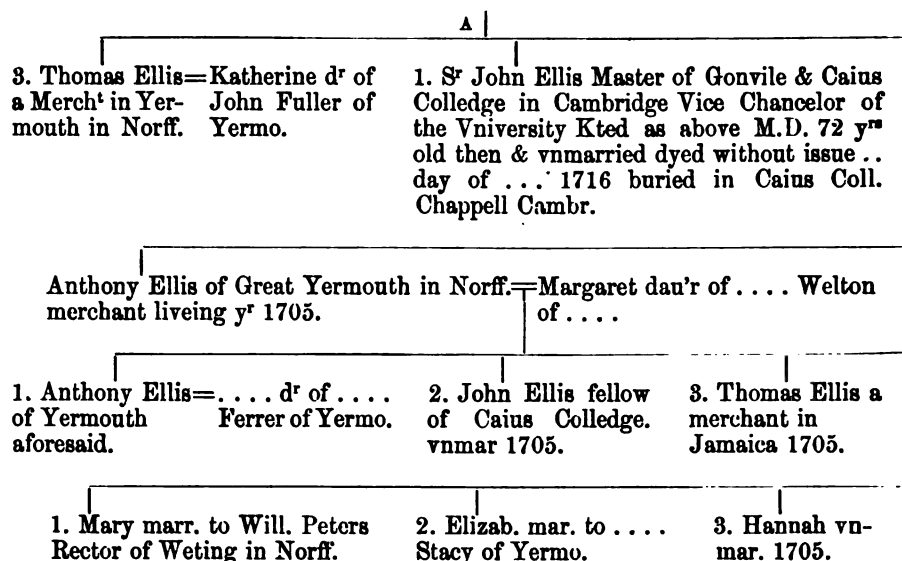 A
3. Thomas Ellis=Katherine dʳ of
a Merchᵗ in Yer- John Fuller of
mouth in Norff. Yermo.
1. Sʳ John Ellis Master of Gonvile & Caius
Colledge in Cambridge Vice Chancelor of
the Vniversity Kted as above M.D. 72 yʳˢ
old then & vnmarried dyed without issue ..
day of ... 1716 buried in Caius Coll.
Chappell Cambr.
Anthony Ellis of Great Yermouth in Norff.=Margaret dau'r of .... Welton
merchant liveing yʳ 1705. of ....
1. Anthony Ellis=.... dʳ of ....
of Yermouth Ferrer of Yermo.
aforesaid.
2. John Ellis fellow
of Caius Colledge.
vnmar 1705.
3. Thomas Ellis a
merchant in
Jamaica 1705.
1. Mary marr. to Will. Peters
Rector of Weting in Norff.
2. Elizab. mar. to ....
Stacy of Yermo.
3. Hannah vn-
mar. 1705.